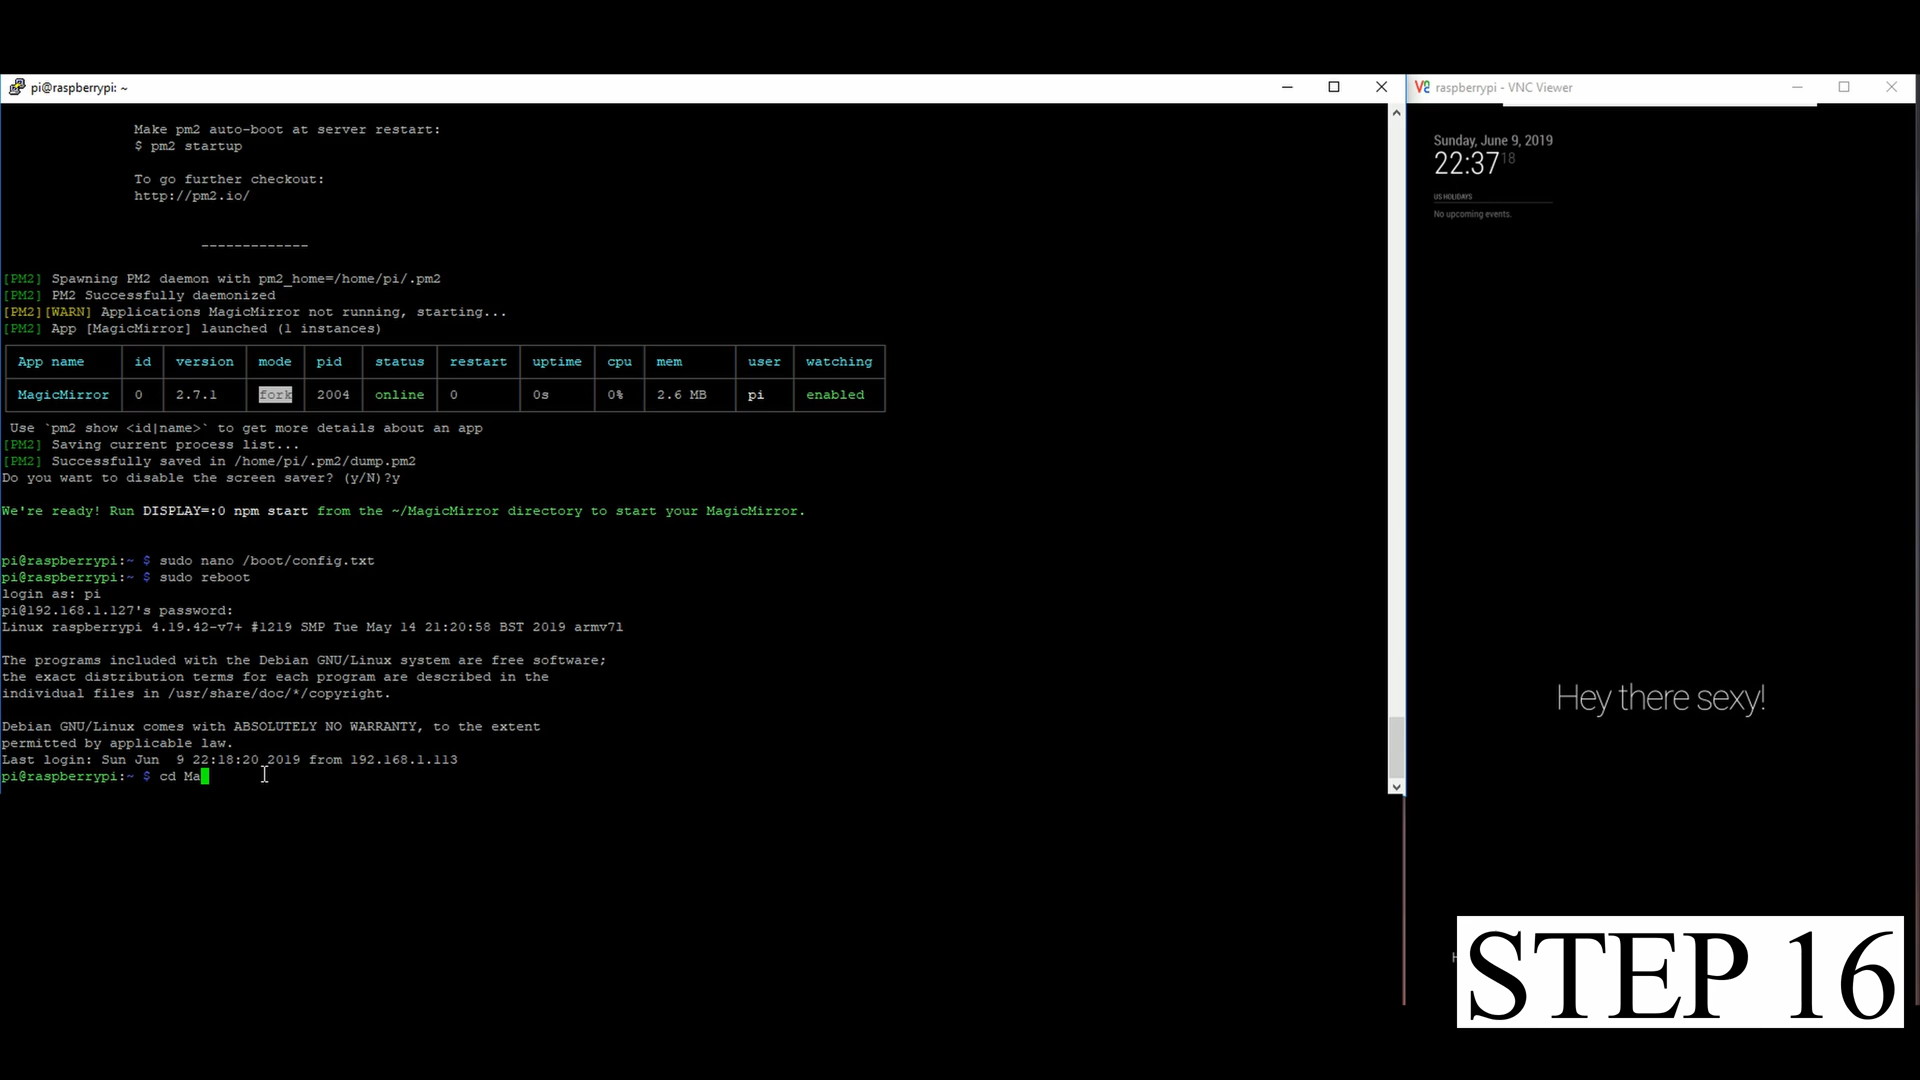 pi@raspberrypi: ~
Make pm2 auto-boot at server restart:
$ pm2 startup
To go further checkout:
http://pm2.io/
-------------
[PM2] Spawning PM2 daemon with pm2_home=/home/pi/.pm2
[PM2] PM2 Successfully daemonized
[PM2][WARN] Applications MagicMirror not running, starting...
[PM2] App [MagicMirror] launched (1 instances)
App name id version mode pid status restart uptime cpu mem user watching
MagicMirror 0 2.7.1 fork 2004 online 0 0s 0% 2.6 MB pi enabled
Use `pm2 show <id|name>` to get more details about an app
[PM2] Saving current process list...
[PM2] Successfully saved in /home/pi/.pm2/dump.pm2
Do you want to disable the screen saver? (y/N)?y
We're ready! Run DISPLAY=:0 npm start from the ~/MagicMirror directory to start your MagicMirror.
pi@raspberrypi:~ $ sudo nano /boot/config.txt
pi@raspberrypi:~ $ sudo reboot
login as: pi
pi@192.168.1.127's password:
Linux raspberrypi 4.19.42-v7+ #1219 SMP Tue May 14 21:20:58 BST 2019 armv7l
The programs included with the Debian GNU/Linux system are free software;
the exact distribution terms for each program are described in the
individual files in /usr/share/doc/*/copyright.
Debian GNU/Linux comes with ABSOLUTELY NO WARRANTY, to the extent
permitted by applicable law.
Last login: Sun Jun  9 22:18:20 2019 from 192.168.1.113
pi@raspberrypi:~ $ cd Ma
raspberrypi - VNC Viewer
Sunday, June 9, 2019
22:37 18
US HOLIDAYS
No upcoming events.
Hey there sexy!
STEP 16